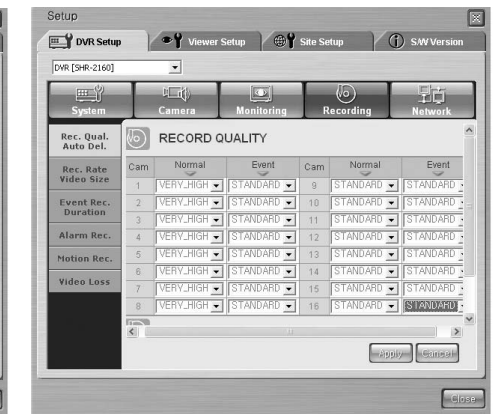 Setup
DVR Setup Viewer Setup Site Setup S/W Version
DVR [SHR-2160]
System Camera Monitoring Recording Network
Rec. Qual.
Auto Del.
Rec. Rate
Video Size
Event Rec.
Duration
Alarm Rec.
Motion Rec.
Video Loss
RECORD QUALITY
Cam Normal Event Cam Normal Event
1 VERY_HIGH STANDARD 9 STANDARD STANDARD
2 VERY_HIGH STANDARD 10 STANDARD STANDARD
3 VERY_HIGH STANDARD 11 STANDARD STANDARD
4 VERY_HIGH STANDARD 12 STANDARD STANDARD
5 VERY_HIGH STANDARD 13 STANDARD STANDARD
6 VERY_HIGH STANDARD 14 STANDARD STANDARD
7 VERY_HIGH STANDARD 15 STANDARD STANDARD
8 VERY_HIGH STANDARD 16 STANDARD STANDARD
Apply Cancel
Close